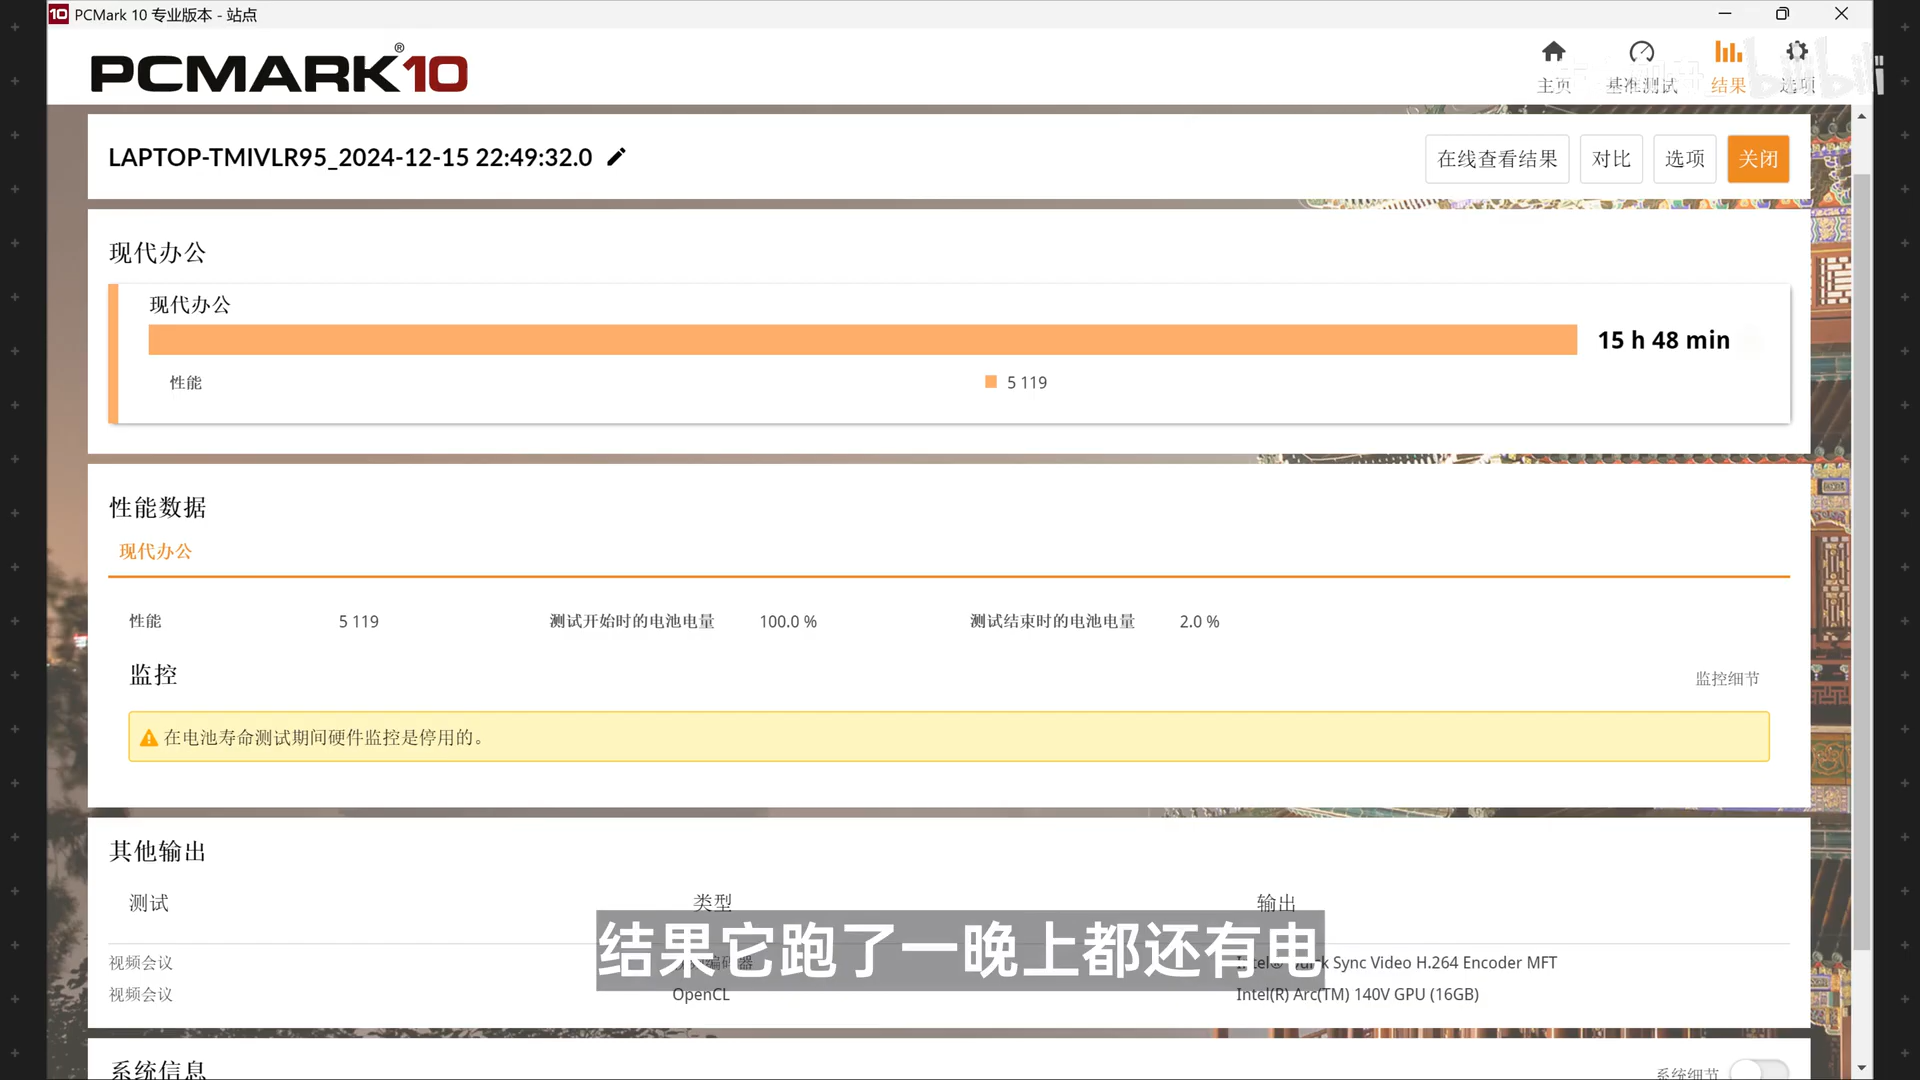 10 PCMark 10 专业版本 - 站点
PCMARK®10
主页 基准测试 结果 选项
bilibili
LAPTOP-TMIVLR95_2024-12-15 22:49:32.0
在线查看结果 对比 选项 关闭
现代办公
现代办公
15 h 48 min
性能 5 119
性能数据
现代办公
性能 5 119 测试开始时的电池电量 100.0 % 测试结束时的电池电量 2.0 %
监控 监控细节
在电池寿命测试期间硬件监控是停用的。
其他输出
测试 类型 输出
结果它跑了一晚上都还有电
视频会议 Sync Video H.264 Encoder MFT
视频会议 OpenCL Intel(R) Arc(TM) 140V GPU (16GB)
系统信息 系统细节